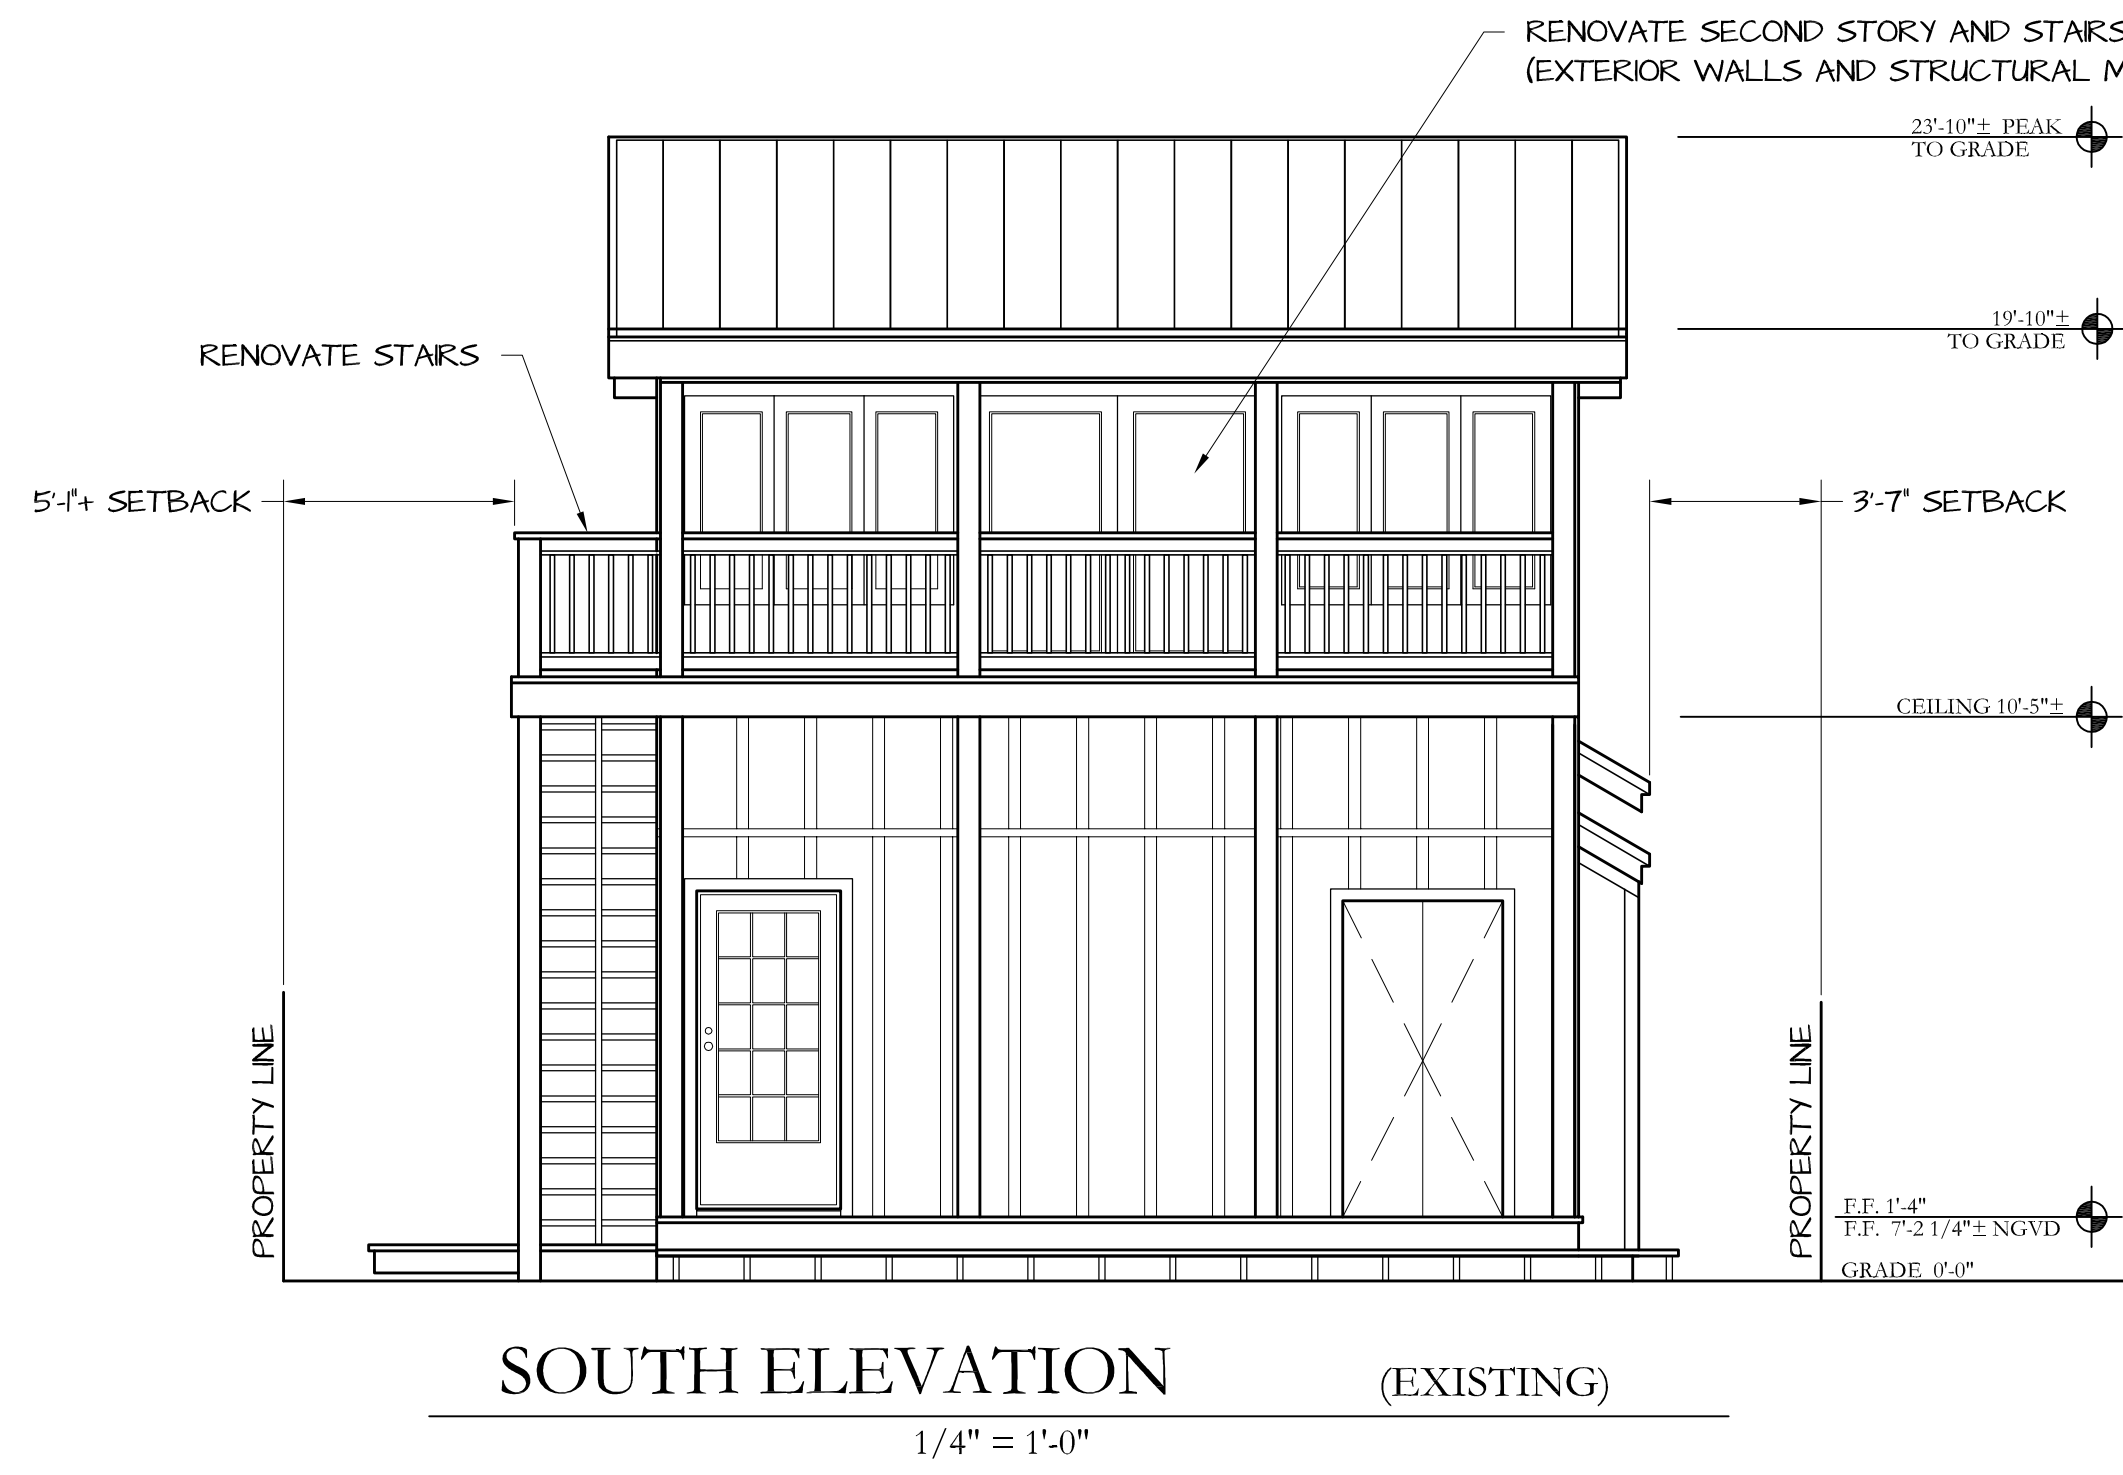 RENOVATE SECOND STORY AND STAIRS
(EXTERIOR WALLS AND STRUCTURAL
23'-10"± PEAK
TO GRADE
19'-10"±
TO GRADE
RENOVATE STAIRS
5'-1"+ SETBACK
3'-7" SETBACK
CEILING 10'-5"±
PROPERTY LINE
PROPERTY LINE
F.F. 1'-4"
F.F. 7'-2 1/4"± NGVD
GRADE 0'-0"
SOUTH ELEVATION (EXISTING)
1/4" = 1'-0"